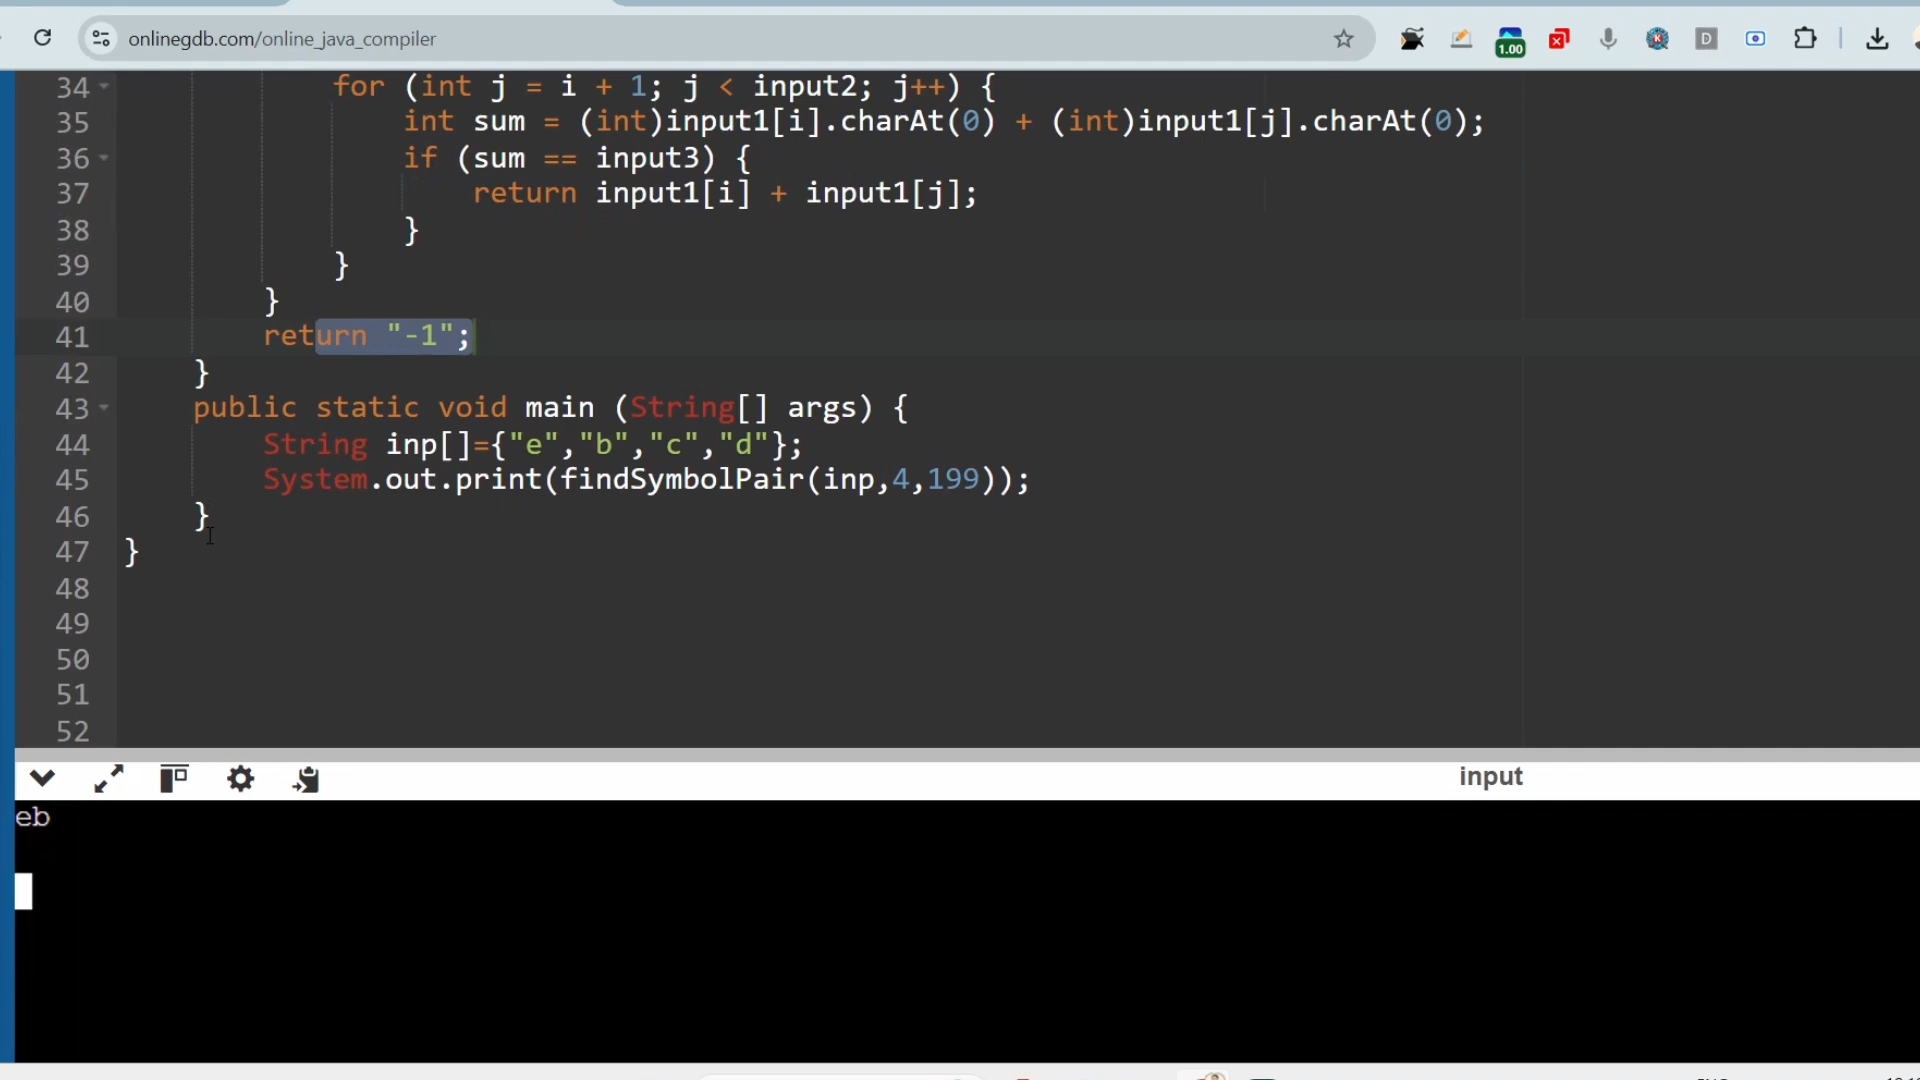 onlinegdb.com/online_java_compiler
1.00
D
34 for (int j = i + 1; j < input2; j++) {
35 int sum = (int)input1[i].charAt(0) + (int)input1[j].charAt(0);
36 if (sum == input3) {
37 return input1[i] + input1[j];
38 }
39 }
40 }
41 return "-1";
42 }
43 public static void main (String[] args) {
44 String inp[]={"e","b","c","d"};
45 System.out.print(findSymbolPair(inp,4,199));
46 }
47 }
48
49
50
51
52
input
eb